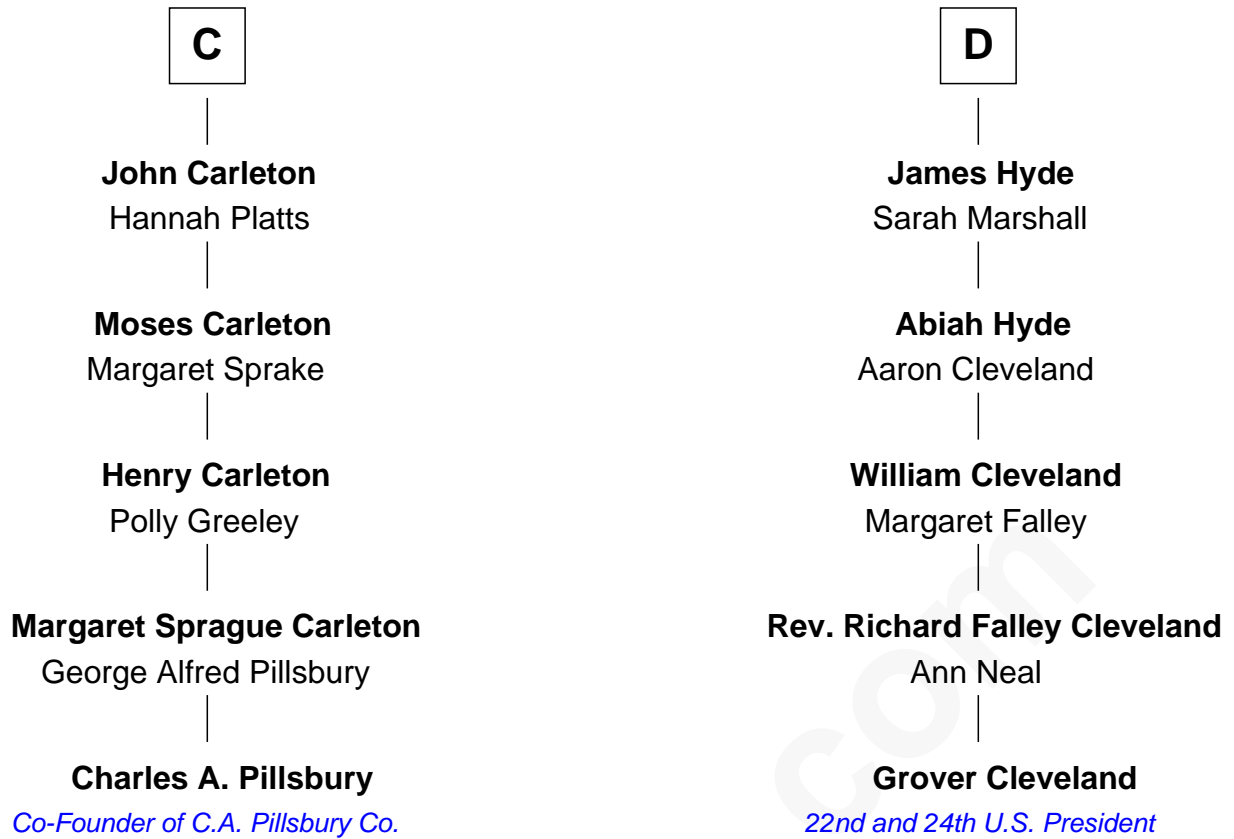 C
John Carleton
Hannah Platts
Moses Carleton
Margaret Sprake
Henry Carleton
Polly Greeley
Margaret Sprague Carleton
George Alfred Pillsbury
Charles A. Pillsbury
Co-Founder of C.A. Pillsbury Co.
D
James Hyde
Sarah Marshall
Abiah Hyde
Aaron Cleveland
William Cleveland
Margaret Falley
Rev. Richard Falley Cleveland
Ann Neal
Grover Cleveland
22nd and 24th U.S. President
com